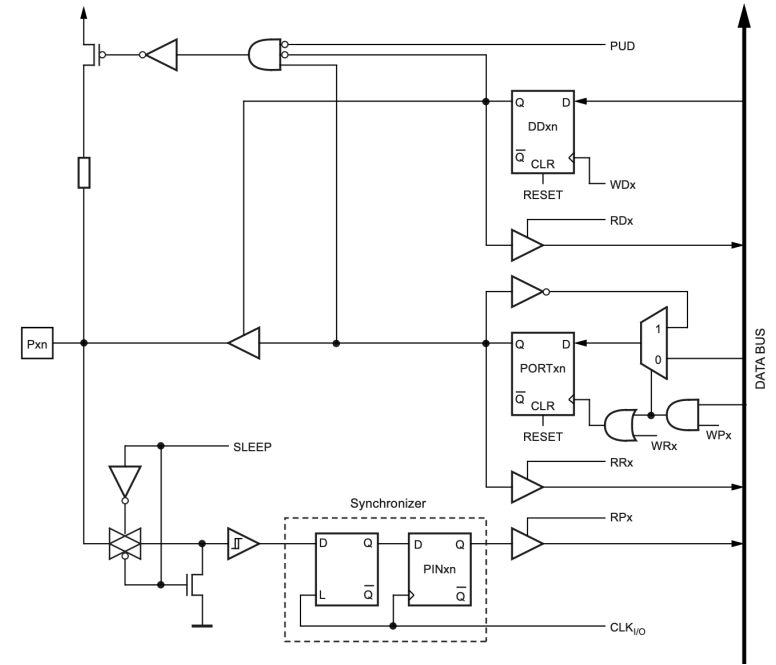 PUD
Q D
DDxn
Q̅ CLR
RESET
WDx
RDx
Pxn
1
0
Q D
PORTxn
Q̅ CLR
RESET
WRx
WPx
DATA BUS
SLEEP
RRx
Synchronizer
RPx
D Q
L Q̅
D Q
PINxn
Q̅
CLK I/O